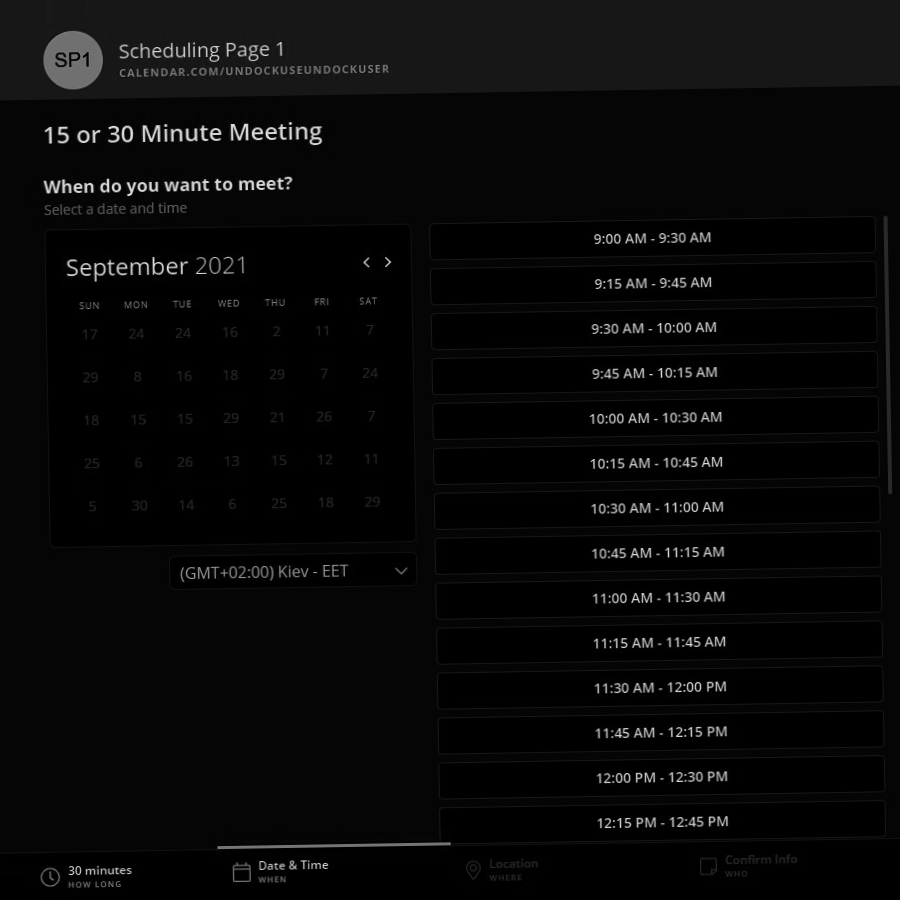 SP1
Scheduling Page 1
CALENDAR.COM/UNDOCKUSEUNDOCKUSER
15 or 30 Minute Meeting
When do you want to meet?
Select a date and time
September 2021
SUN MON TUE WED THU FRI SAT
17 24 24 16 2 11 7
29 8 16 18 29 7 24
18 15 15 29 21 26 7
25 6 26 13 15 12 11
5 30 14 6 25 18 29
(GMT+02:00) Kiev - EET
9:00 AM - 9:30 AM
9:15 AM - 9:45 AM
9:30 AM - 10:00 AM
9:45 AM - 10:15 AM
10:00 AM - 10:30 AM
10:15 AM - 10:45 AM
10:30 AM - 11:00 AM
10:45 AM - 11:15 AM
11:00 AM - 11:30 AM
11:15 AM - 11:45 AM
11:30 AM - 12:00 PM
11:45 AM - 12:15 PM
12:00 PM - 12:30 PM
12:15 PM - 12:45 PM
30 minutes
HOW LONG
Date & Time
WHEN
Location
WHERE
Confirm Info
WHO